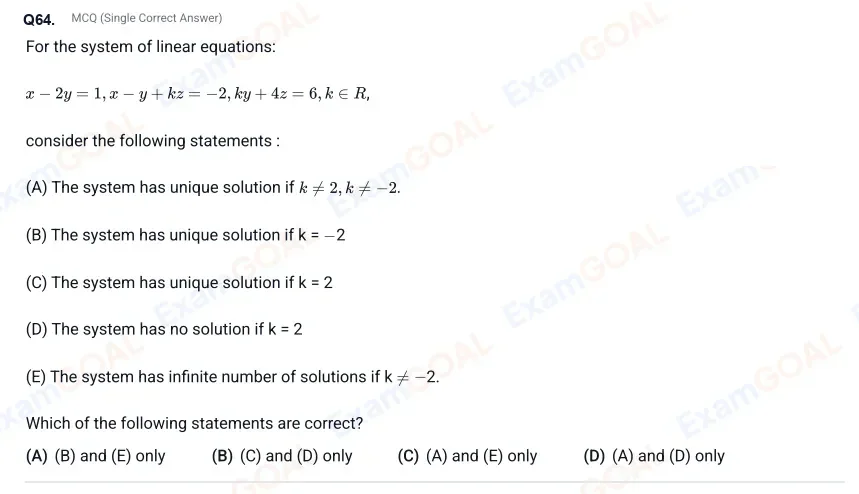 Q64. MCQ (Single Correct Answer)
For the system of linear equations:
x − 2y = 1, x − y + kz = −2, ky + 4z = 6, k ∈ R,
consider the following statements :
(A) The system has unique solution if k ≠ 2, k ≠ −2.
(B) The system has unique solution if k = −2
(C) The system has unique solution if k = 2
(D) The system has no solution if k = 2
(E) The system has infinite number of solutions if k ≠ −2.
Which of the following statements are correct?
(A) (B) and (E) only (B) (C) and (D) only (C) (A) and (E) only (D) (A) and (D) only